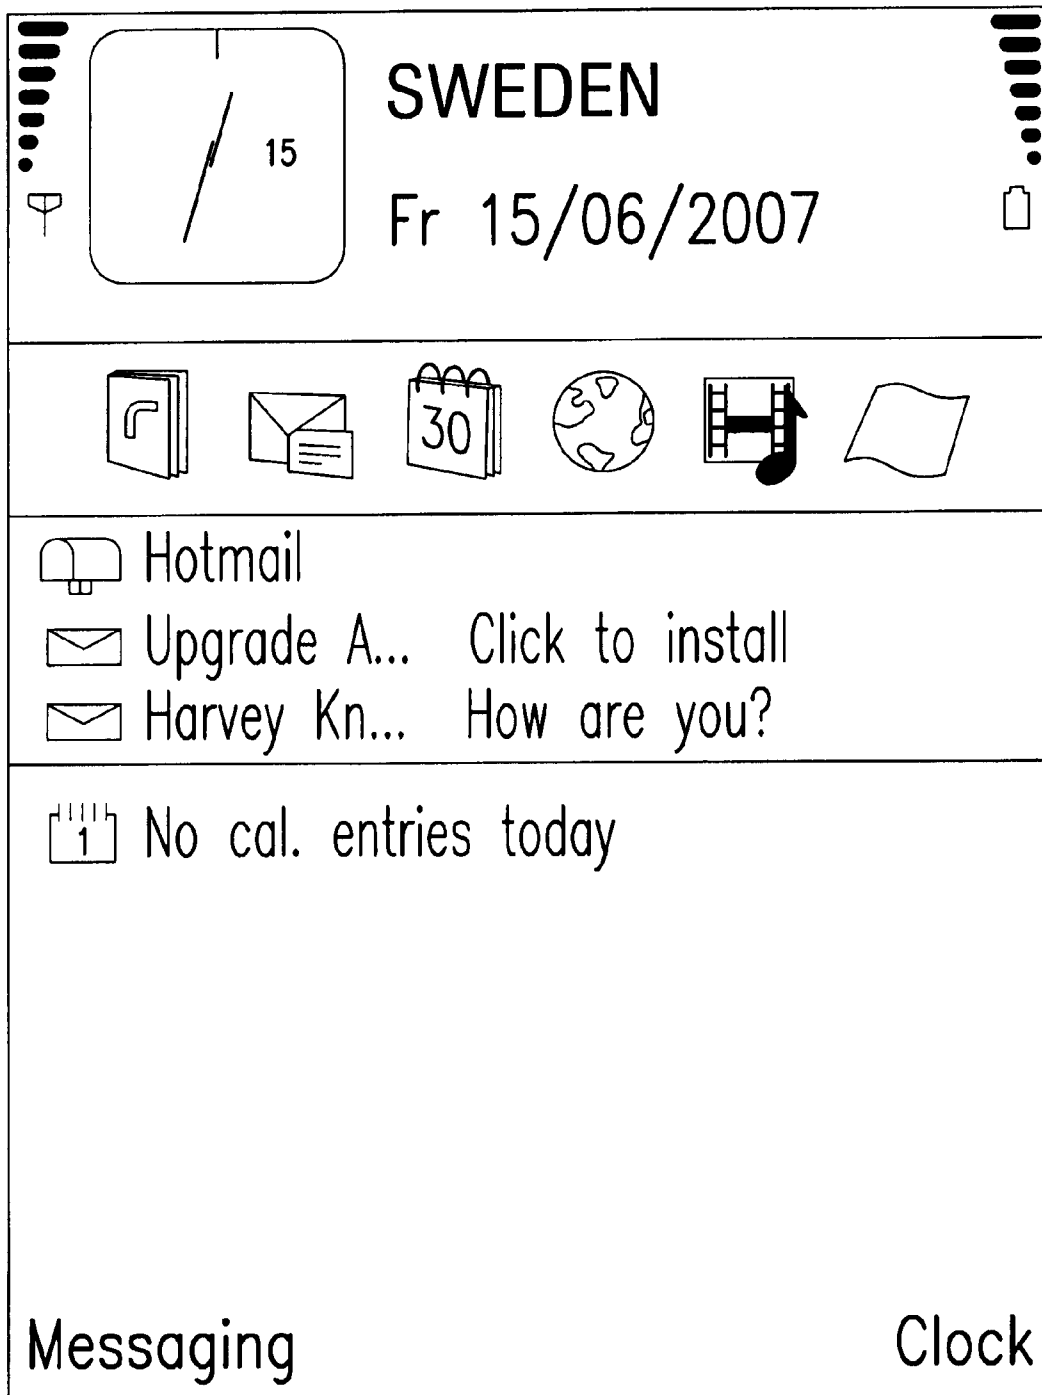 SWEDEN
15
Fr 15/06/2007
30
Hotmail
Upgrade A... Click to install
Harvey Kn... How are you?
1 No cal. entries today
Messaging Clock